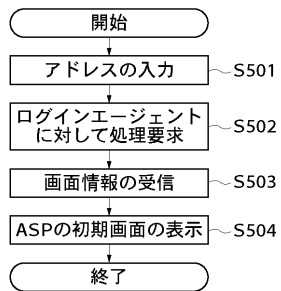 開始
アドレスの入力 S501
ログインエージェント
に対して処理要求 S502
画面情報の受信 S503
ASPの初期画面の表示 S504
終了